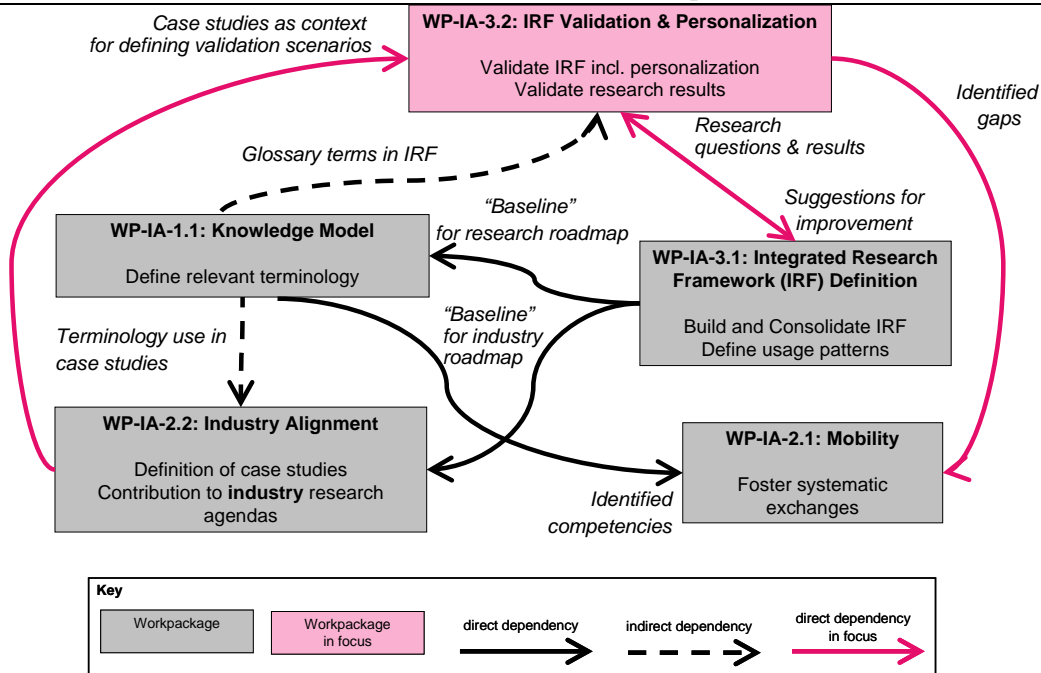 Case studies as context
for defining validation scenarios
WP-IA-3.2: IRF Validation & Personalization
Validate IRF incl. personalization
Validate research results
Identified
gaps
Research
questions & results
Glossary terms in IRF
Suggestions for
improvement
“Baseline”
for research roadmap
WP-IA-1.1: Knowledge Model
Define relevant terminology
WP-IA-3.1: Integrated Research
Framework (IRF) Definition
Build and Consolidate IRF
Define usage patterns
“Baseline”
for industry
roadmap
Terminology use in
case studies
WP-IA-2.2: Industry Alignment
Definition of case studies
Contribution to industry research
agendas
WP-IA-2.1: Mobility
Foster systematic
exchanges
Identified
competencies
Key
Workpackage
Workpackage
in focus
direct dependency
indirect dependency
direct dependency
in focus